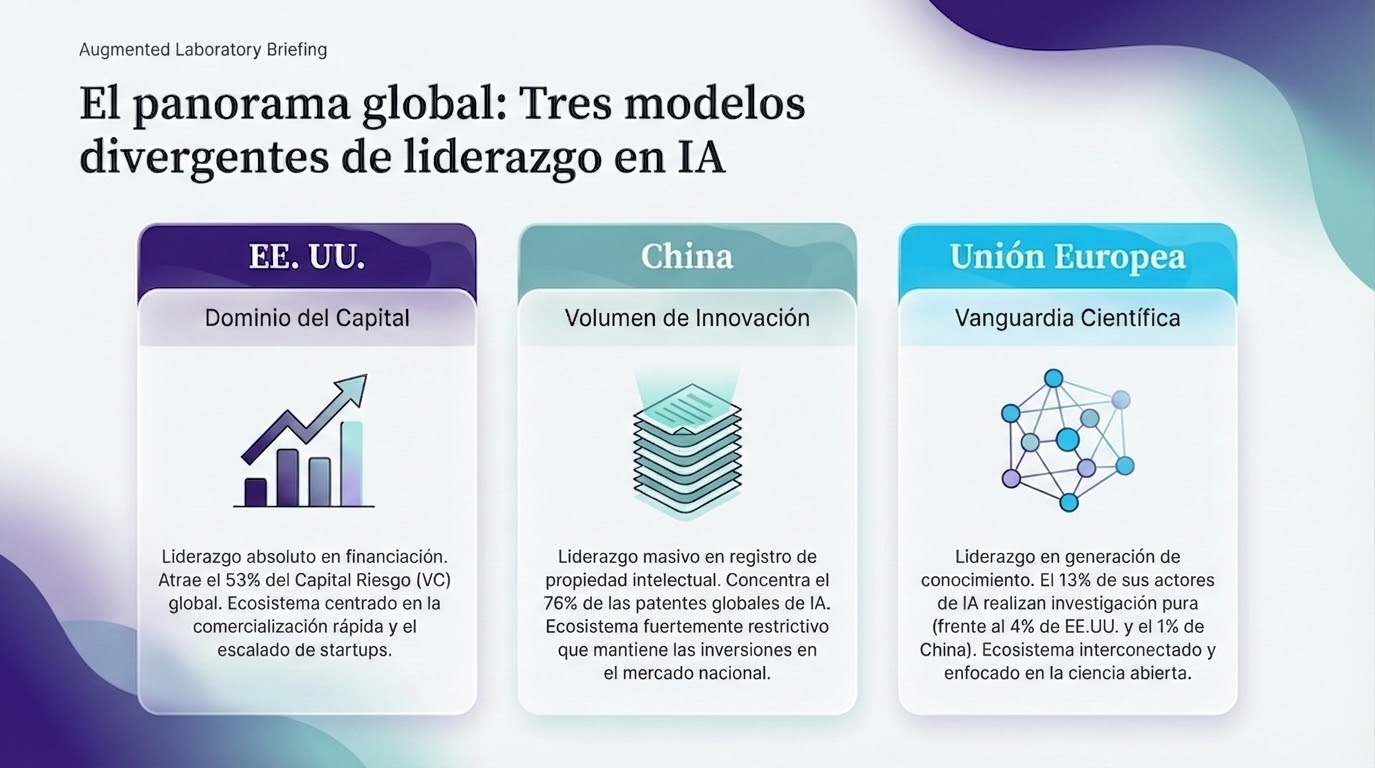 Augmented Laboratory Briefing
El panorama global: Tres modelos
divergentes de liderazgo en IA
EE. UU.
Dominio del Capital
Liderazgo absoluto en financiación.
Atrae el 53% del Capital Riesgo (VC)
global. Ecosistema centrado en la
comercialización rápida y el
escalado de startups.
China
Volumen de Innovación
Liderazgo masivo en registro de
propiedad intelectual. Concentra el
76% de las patentes globales de IA.
Ecosistema fuertemente restrictivo
que mantiene las inversiones en
el mercado nacional.
Unión Europea
Vanguardia Científica
Liderazgo en generación de
conocimiento. El 13% de sus actores
de IA realizan investigación pura
(frente al 4% de EE.UU. y el 1% de
China). Ecosistema interconectado y
enfocado en la ciencia abierta.